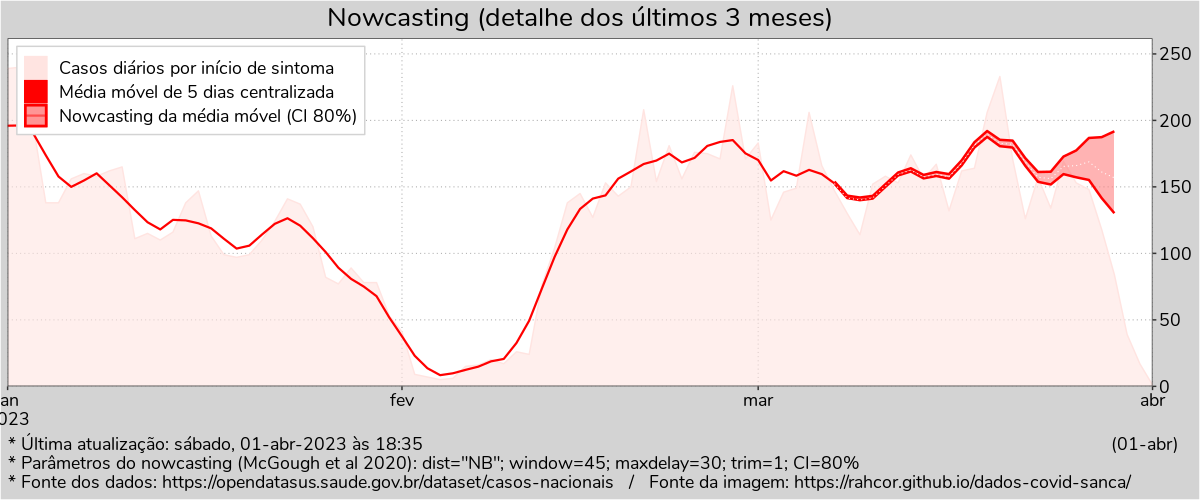 Nowcasting (detalhe dos últimos 3 meses)
Casos diários por início de sintoma
Média móvel de 5 dias centralizada
Nowcasting da média móvel (CI 80%)
250
200
150
100
50
0
an fev mar abr
023
* Última atualização: sábado, 01-abr-2023 às 18:35 (01-abr)
* Parâmetros do nowcasting (McGough et al 2020): dist="NB"; window=45; maxdelay=30; trim=1; CI=80%
* Fonte dos dados: https://opendatasus.saude.gov.br/dataset/casos-nacionais / Fonte da imagem: https://rahcor.github.io/dados-covid-sanca/